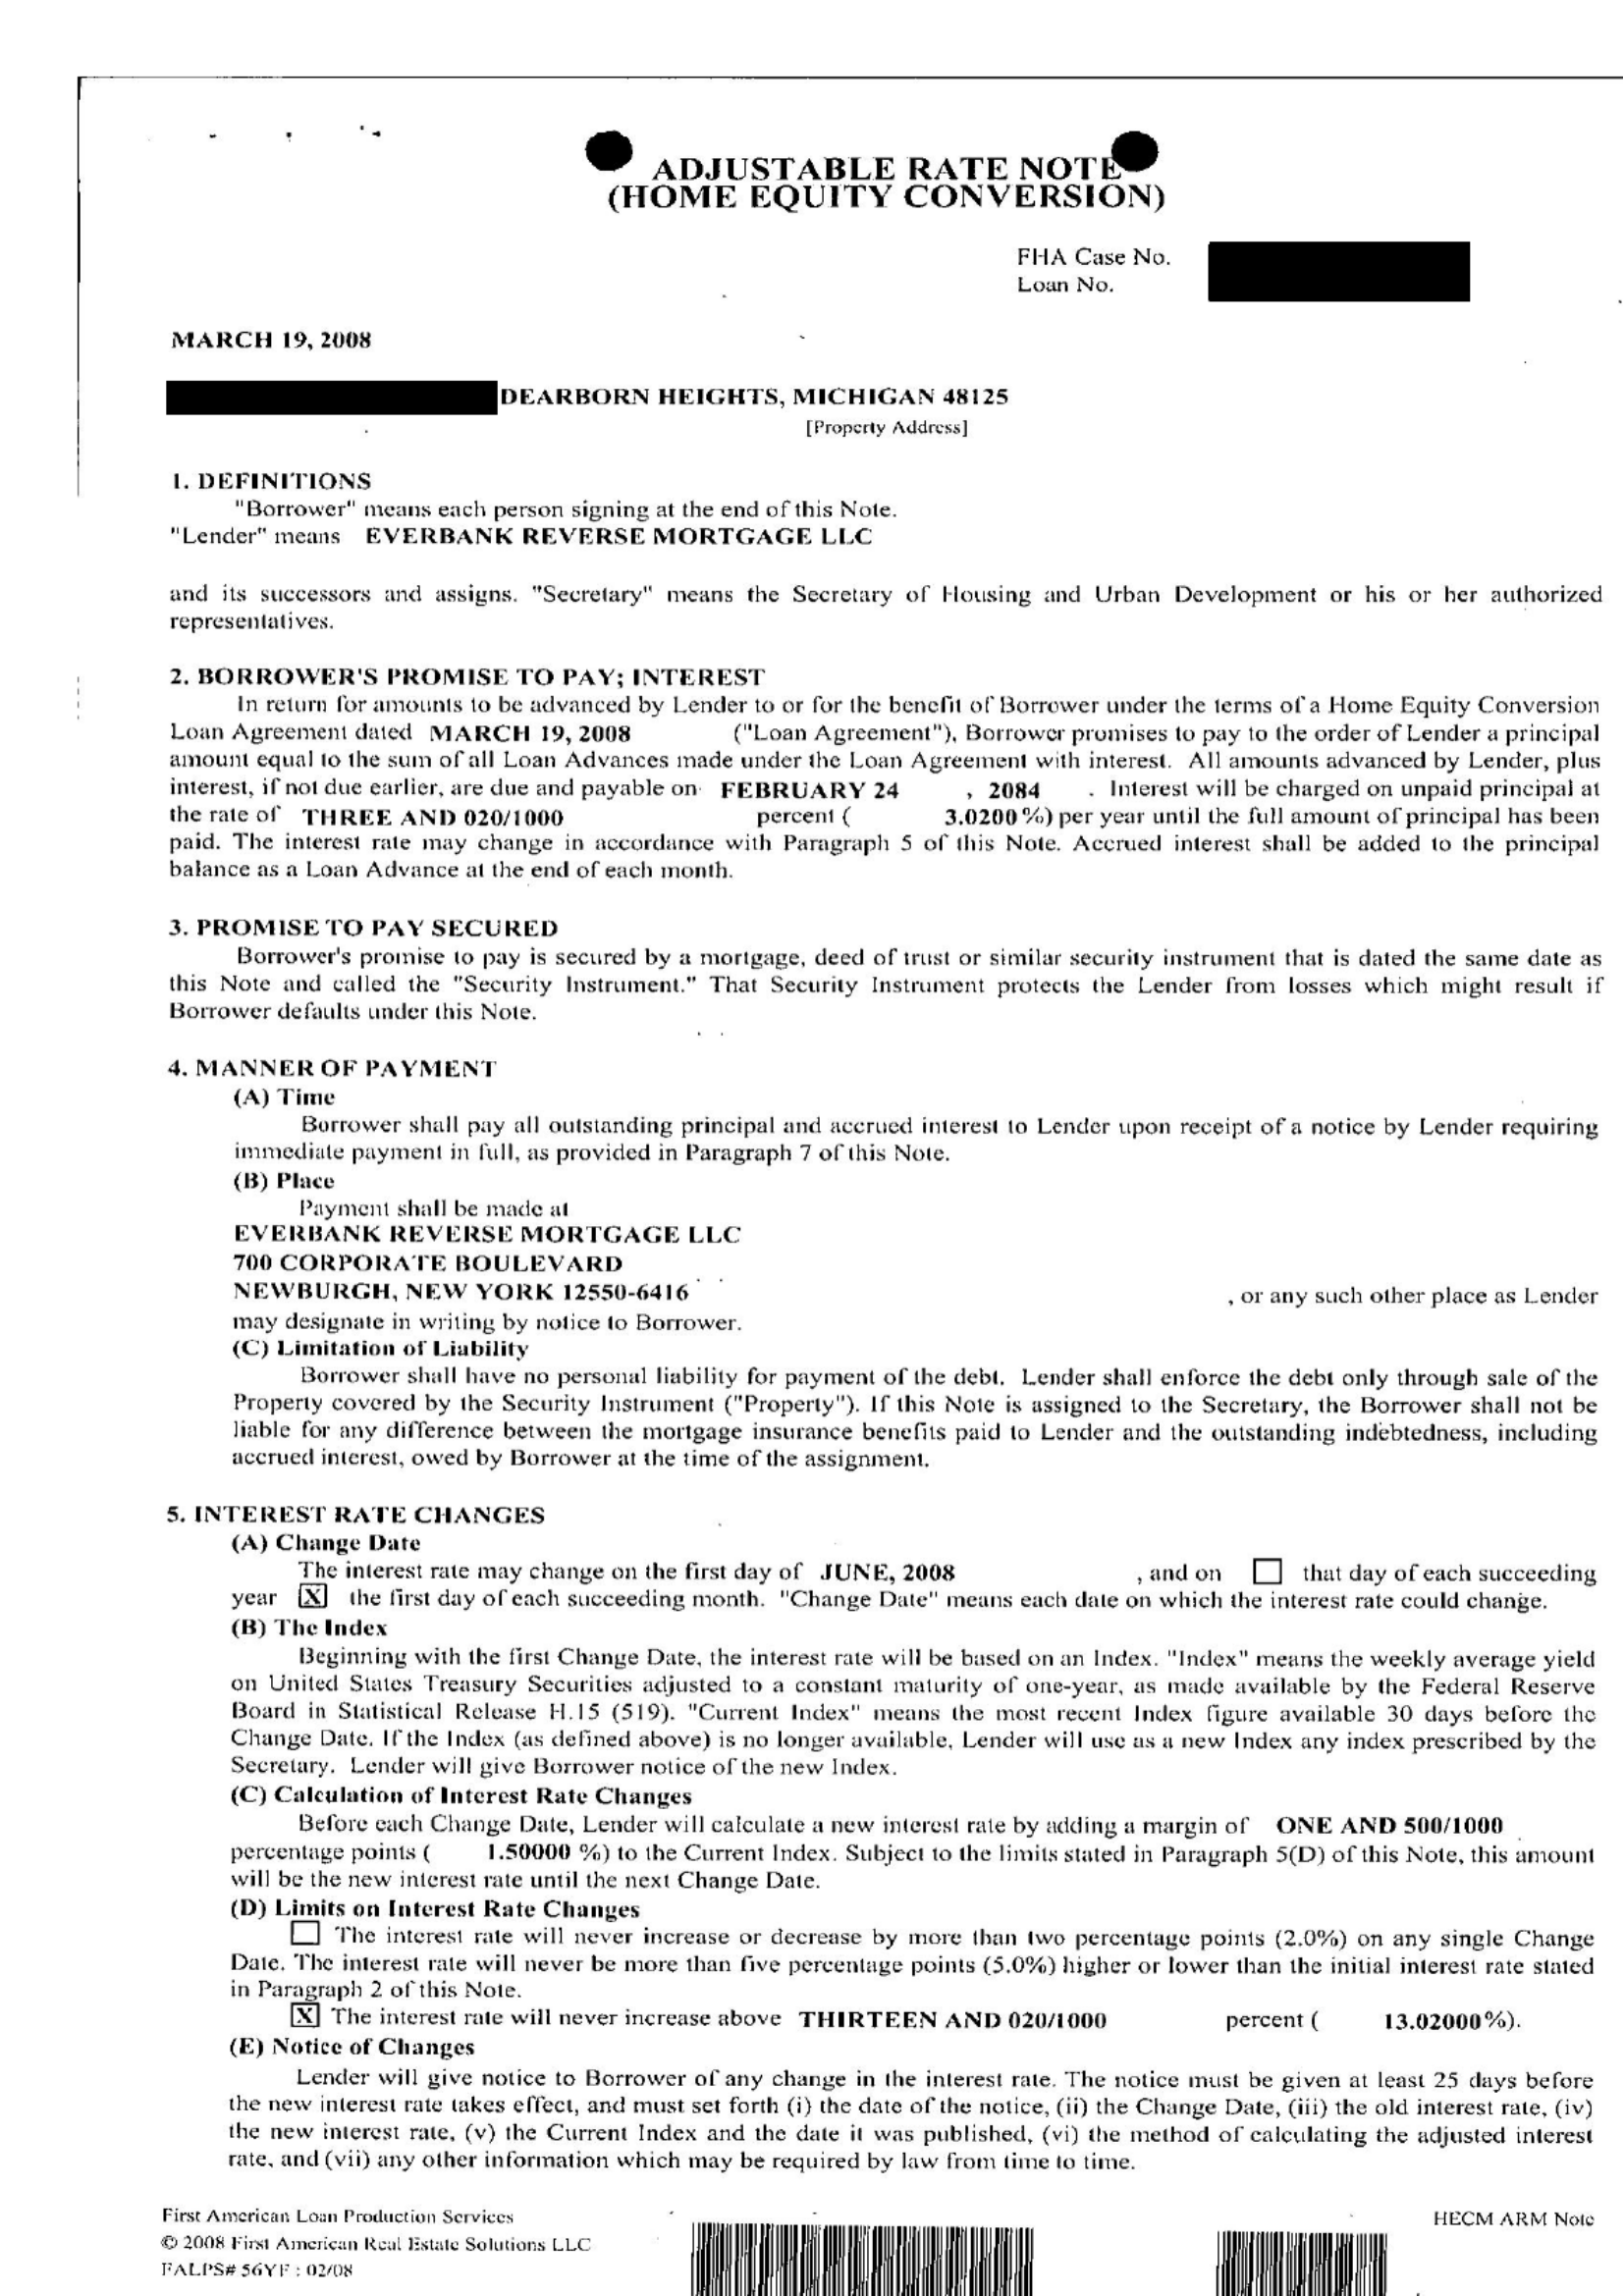 ADJUSTABLE RATE NOTE
(HOME EQUITY CONVERSION)
FHA Case No.
Loan No.
MARCH 19, 2008
DEARBORN HEIGHTS, MICHIGAN 48125
[Property Address]
1. DEFINITIONS
"Borrower" means each person signing at the end of this Note.
"Lender" means EVERBANK REVERSE MORTGAGE LLC
and its successors and assigns. "Secretary" means the Secretary of Housing and Urban Development or his or her authorized
representatives.
2. BORROWER'S PROMISE TO PAY; INTEREST
In return for amounts to be advanced by Lender to or for the benefit of Borrower under the terms of a Home Equity Conversion
Loan Agreement dated MARCH 19, 2008 ("Loan Agreement"), Borrower promises to pay to the order of Lender a principal
amount equal to the sum of all Loan Advances made under the Loan Agreement with interest. All amounts advanced by Lender, plus
interest, if not due earlier, are due and payable on FEBRUARY 24 , 2084 . Interest will be charged on unpaid principal at
the rate of THREE AND 020/1000 percent ( 3.0200 %) per year until the full amount of principal has been
paid. The interest rate may change in accordance with Paragraph 5 of this Note. Accrued interest shall be added to the principal
balance as a Loan Advance at the end of each month.
3. PROMISE TO PAY SECURED
Borrower's promise to pay is secured by a mortgage, deed of trust or similar security instrument that is dated the same date as
this Note and called the "Security Instrument." That Security Instrument protects the Lender from losses which might result if
Borrower defaults under this Note.
4. MANNER OF PAYMENT
(A) Time
Borrower shall pay all outstanding principal and accrued interest to Lender upon receipt of a notice by Lender requiring
immediate payment in full, as provided in Paragraph 7 of this Note.
(B) Place
Payment shall be made at
EVERBANK REVERSE MORTGAGE LLC
700 CORPORATE BOULEVARD
NEWBURGH, NEW YORK 12550-6416 , or any such other place as Lender
may designate in writing by notice to Borrower.
(C) Limitation of Liability
Borrower shall have no personal liability for payment of the debt. Lender shall enforce the debt only through sale of the
Property covered by the Security Instrument ("Property"). If this Note is assigned to the Secretary, the Borrower shall not be
liable for any difference between the mortgage insurance benefits paid to Lender and the outstanding indebtedness, including
accrued interest, owed by Borrower at the time of the assignment.
5. INTEREST RATE CHANGES
(A) Change Date
The interest rate may change on the first day of JUNE, 2008 , and on ☐ that day of each succeeding
year [X] the first day of each succeeding month. "Change Date" means each date on which the interest rate could change.
(B) The Index
Beginning with the first Change Date, the interest rate will be based on an Index. "Index" means the weekly average yield
on United States Treasury Securities adjusted to a constant maturity of one-year, as made available by the Federal Reserve
Board in Statistical Release H.15 (519). "Current Index" means the most recent Index figure available 30 days before the
Change Date. If the Index (as defined above) is no longer available, Lender will use as a new Index any index prescribed by the
Secretary. Lender will give Borrower notice of the new Index.
(C) Calculation of Interest Rate Changes
Before each Change Date, Lender will calculate a new interest rate by adding a margin of ONE AND 500/1000
percentage points ( 1.50000 %) to the Current Index. Subject to the limits stated in Paragraph 5(D) of this Note, this amount
will be the new interest rate until the next Change Date.
(D) Limits on Interest Rate Changes
☐ The interest rate will never increase or decrease by more than two percentage points (2.0%) on any single Change
Date. The interest rate will never be more than five percentage points (5.0%) higher or lower than the initial interest rate stated
in Paragraph 2 of this Note.
[X] The interest rate will never increase above THIRTEEN AND 020/1000 percent ( 13.02000%).
(E) Notice of Changes
Lender will give notice to Borrower of any change in the interest rate. The notice must be given at least 25 days before
the new interest rate takes effect, and must set forth (i) the date of the notice, (ii) the Change Date, (iii) the old interest rate, (iv)
the new interest rate, (v) the Current Index and the date it was published, (vi) the method of calculating the adjusted interest
rate, and (vii) any other information which may be required by law from time to time.
First American Loan Production Services
© 2008 First American Real Estate Solutions LLC
FALPS# 56YF : 02/08
HECM ARM Note